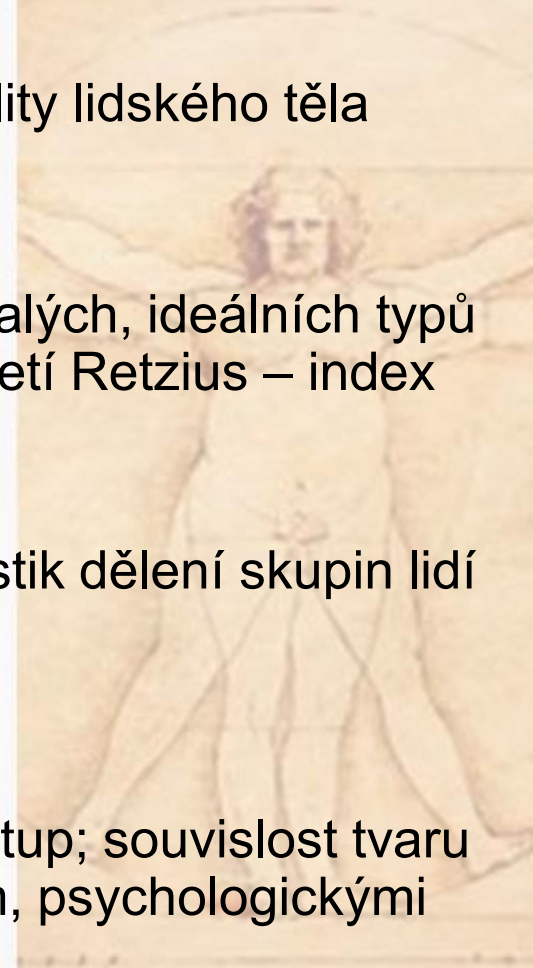 lity lidského těla
alých, ideálních typů
etí Retzius – index
stik dělení skupin lidí
tup; souvislost tvaru
, psychologickými